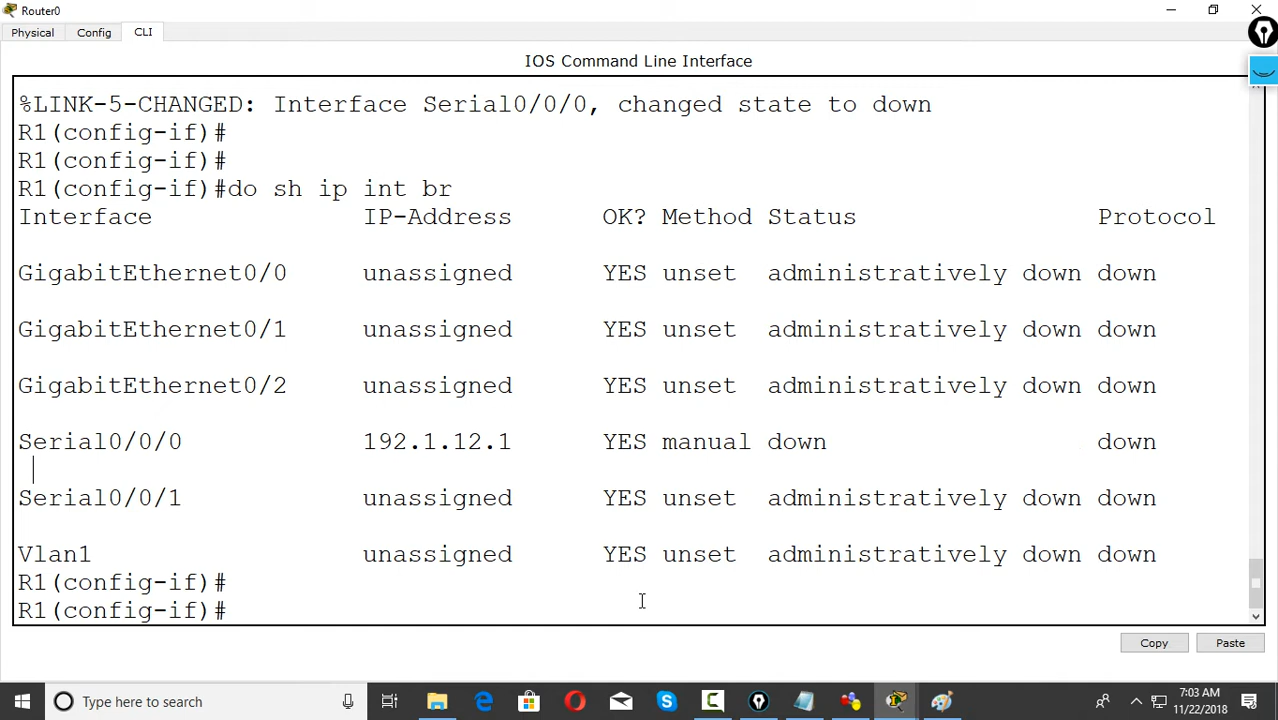 Router0
Physical Config CLI
IOS Command Line Interface
%LINK-5-CHANGED: Interface Serial0/0/0, changed state to down
R1(config-if)#
R1(config-if)#
R1(config-if)#do sh ip int br
Interface IP-Address OK? Method Status Protocol
GigabitEthernet0/0 unassigned YES unset administratively down down
GigabitEthernet0/1 unassigned YES unset administratively down down
GigabitEthernet0/2 unassigned YES unset administratively down down
Serial0/0/0 192.1.12.1 YES manual down down
Serial0/0/1 unassigned YES unset administratively down down
Vlan1 unassigned YES unset administratively down down
R1(config-if)#
R1(config-if)#
Copy Paste
Type here to search
7:03 AM
11/22/2018